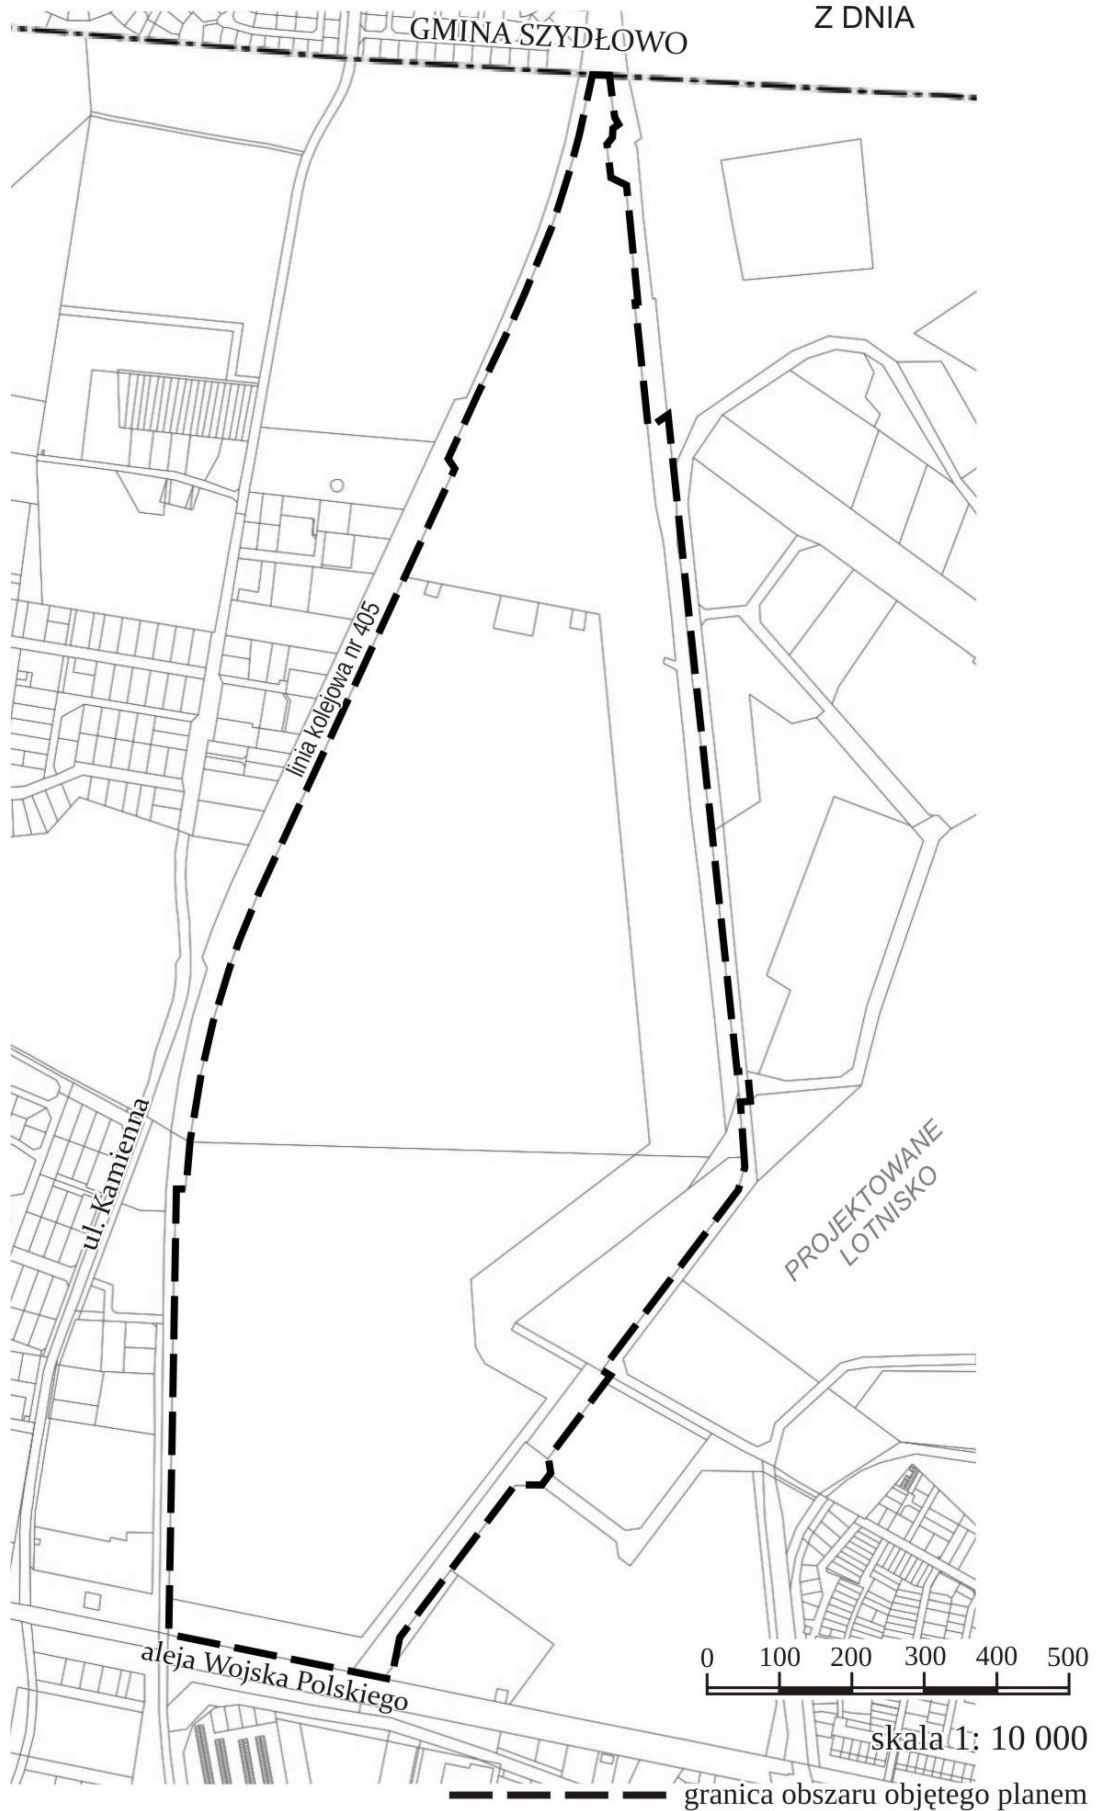 Z DNIA
GMINA SZYDŁOWO
linia kolejowa nr 405
ul. Kamienna
PROJEKTOWANE
LOTNISKO
aleja Wojska Polskiego
0 100 200 300 400 500
skala 1: 10 000
granica obszaru objętego planem